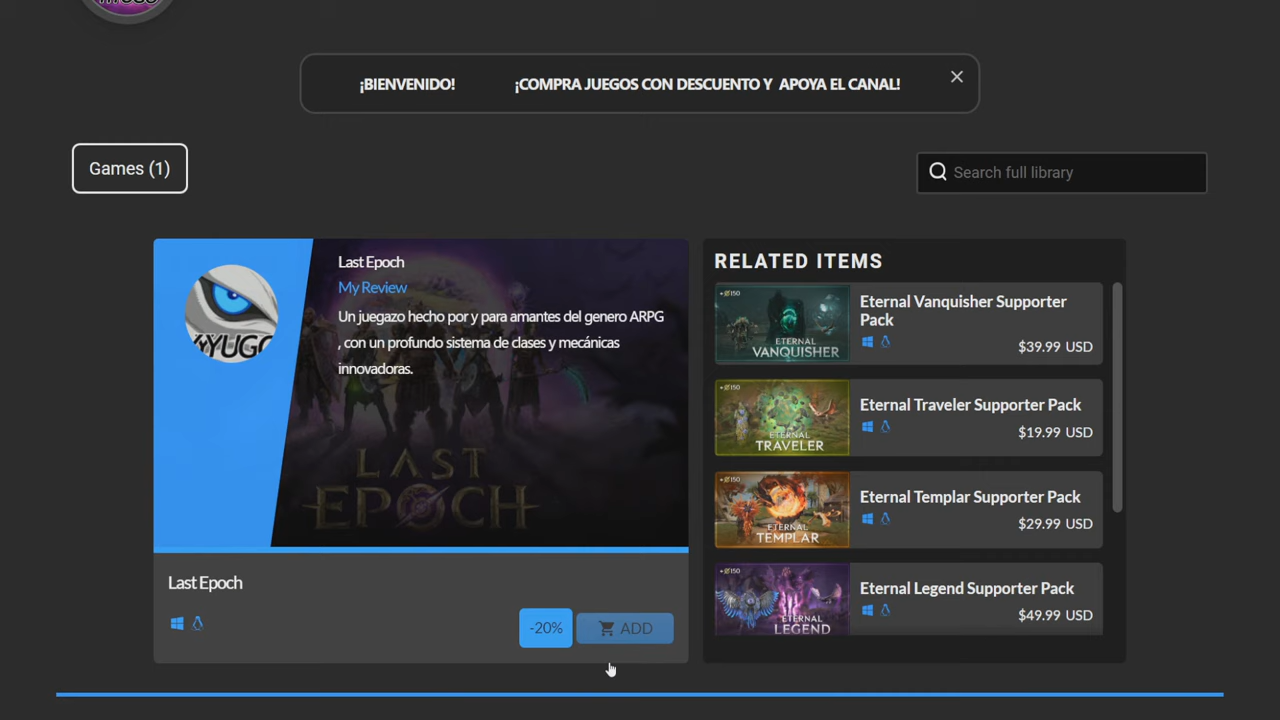 ¡BIENVENIDO! ¡COMPRA JUEGOS CON DESCUENTO Y APOYA EL CANAL!
Games (1)
Search full library
Last Epoch
My Review
Un juegazo hecho por y para amantes del genero ARPG
, con un profundo sistema de clases y mecánicas
innovadoras.
LAST
EPOCH
Last Epoch
-20%
ADD
RELATED ITEMS
+150
ETERNAL
VANQUISHER
Eternal Vanquisher Supporter
Pack
$39.99 USD
+150
ETERNAL
TRAVELER
Eternal Traveler Supporter Pack
$19.99 USD
+150
ETERNAL
TEMPLAR
Eternal Templar Supporter Pack
$29.99 USD
+150
ETERNAL
LEGEND
Eternal Legend Supporter Pack
$49.99 USD